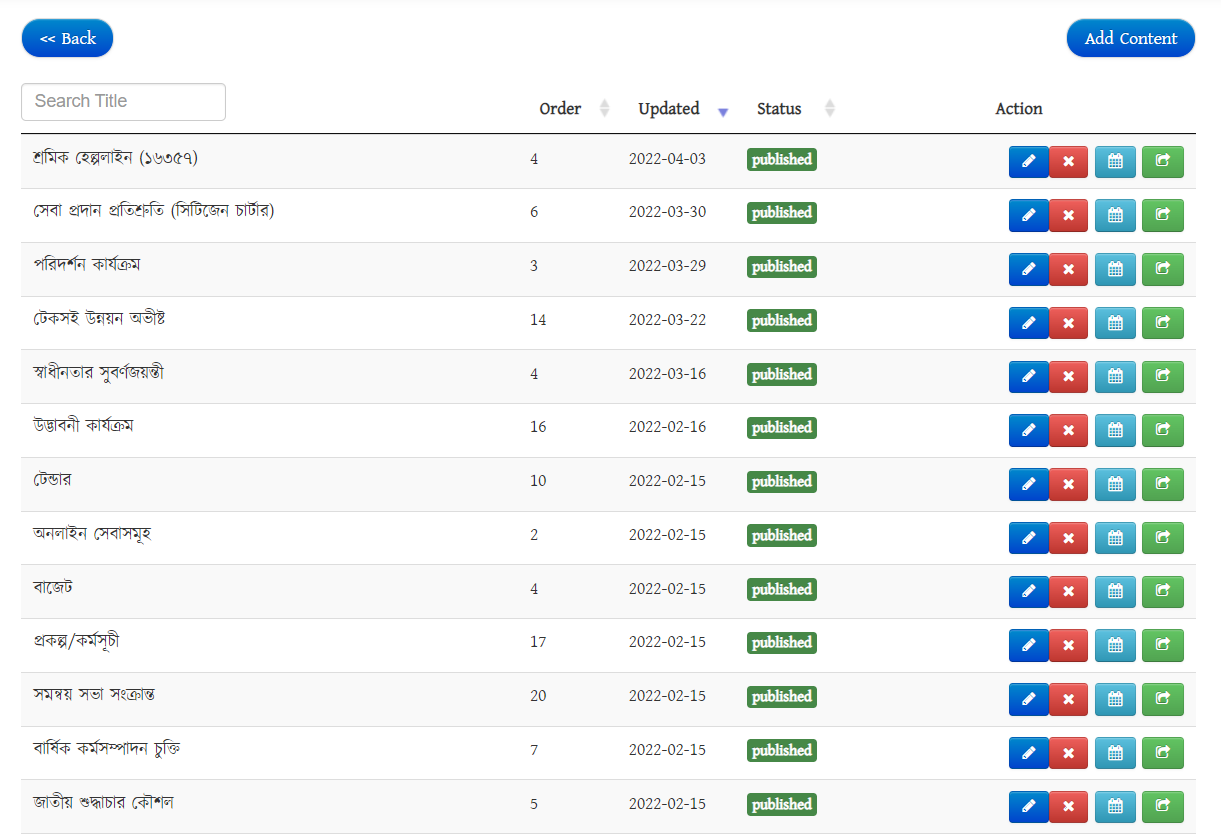 << Back Add Content
Search Title Order Updated Status Action
শ্রমিক হেল্পলাইন (১৬৩৫৭) 4 2022-04-03 published
সেবা প্রদান প্রতিশ্রুতি (সিটিজেন চার্টার) 6 2022-03-30 published
পরিদর্শন কার্যক্রম 3 2022-03-29 published
টেকসই উন্নয়ন অভীষ্ট 14 2022-03-22 published
স্বাধীনতার সুবর্ণজয়ন্তী 4 2022-03-16 published
উদ্ভাবনী কার্যক্রম 16 2022-02-16 published
টেন্ডার 10 2022-02-15 published
অনলাইন সেবাসমূহ 2 2022-02-15 published
বাজেট 4 2022-02-15 published
প্রকল্প/কর্মসূচী 17 2022-02-15 published
সমন্বয় সভা সংক্রান্ত 20 2022-02-15 published
বার্ষিক কর্মসম্পাদন চুক্তি 7 2022-02-15 published
জাতীয় শুদ্ধাচার কৌশল 5 2022-02-15 published